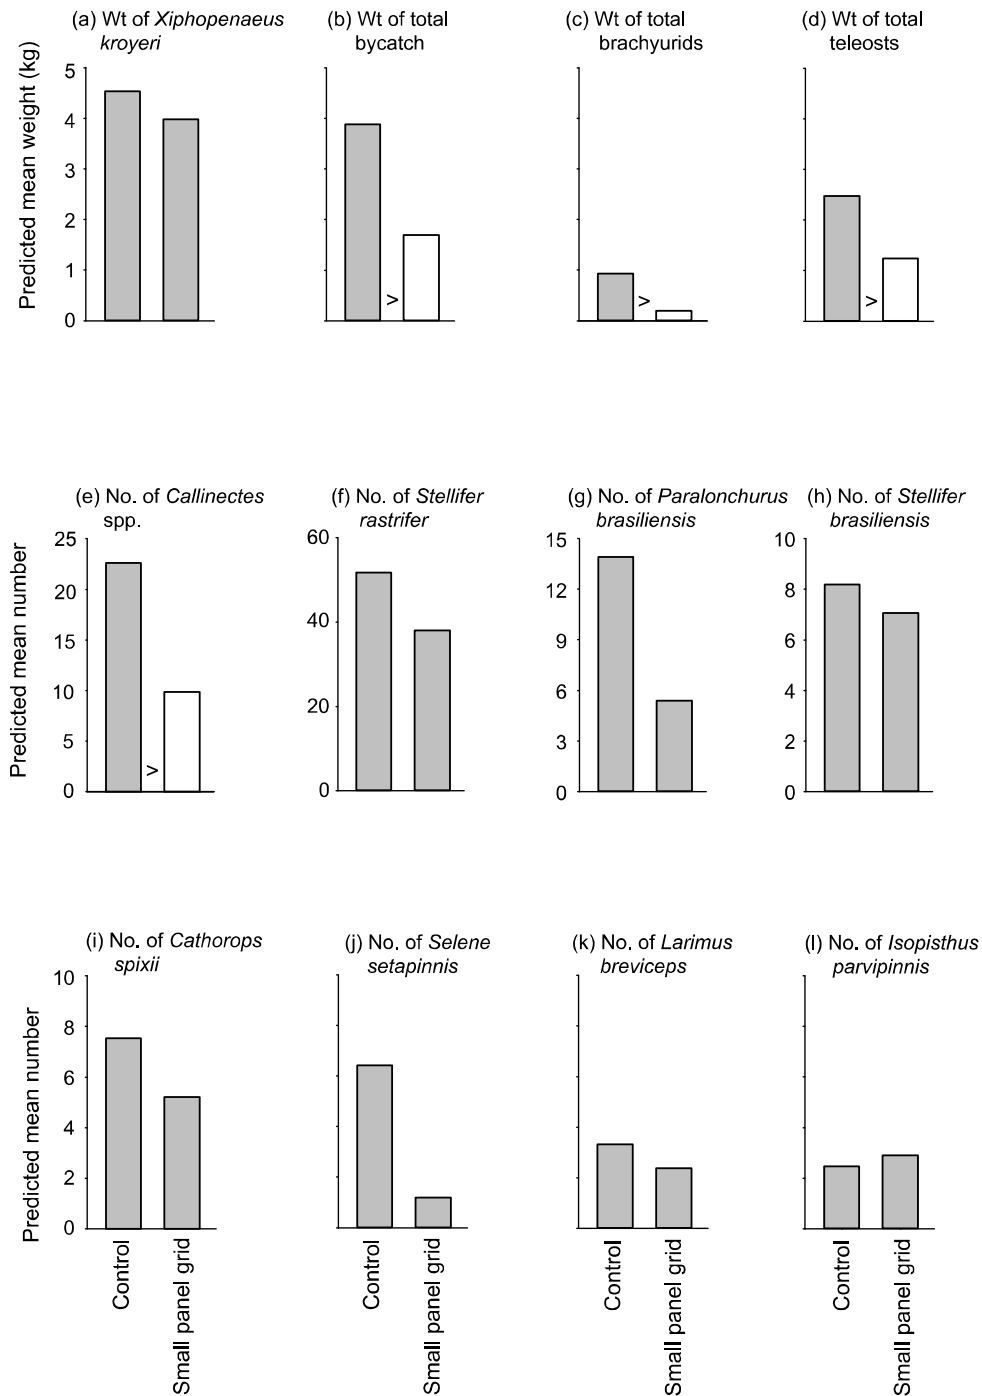 (a) Wt of Xiphopenaeus
kroyeri
(b) Wt of total
bycatch
(c) Wt of total
brachyurids
(d) Wt of total
teleosts
Predicted mean weight (kg)
5
4
3
2
1
0
>
>
>
(e) No. of Callinectes
spp.
(f) No. of Stellifer
rastrifer
(g) No. of Paralonchurus
brasiliensis
(h) No. of Stellifer
brasiliensis
Predicted mean number
25
20
15
10
5
0
>
60
40
20
0
15
12
9
6
3
0
10
8
6
4
2
0
(i) No. of Cathorops
spixii
(j) No. of Selene
setapinnis
(k) No. of Larimus
breviceps
(l) No. of Isopisthus
parvipinnis
Predicted mean number
10
8
6
4
2
0
Control
Small panel grid
Control
Small panel grid
Control
Small panel grid
Control
Small panel grid